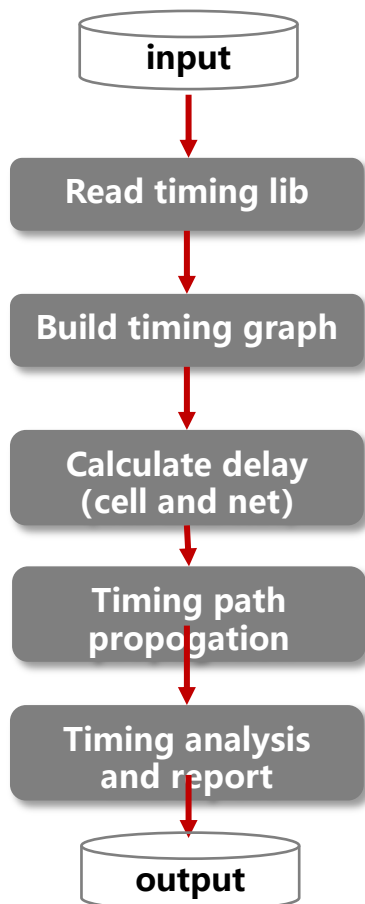 input
Read timing lib
Build timing graph
Calculate delay
(cell and net)
Timing path
propogation
Timing analysis
and report
output